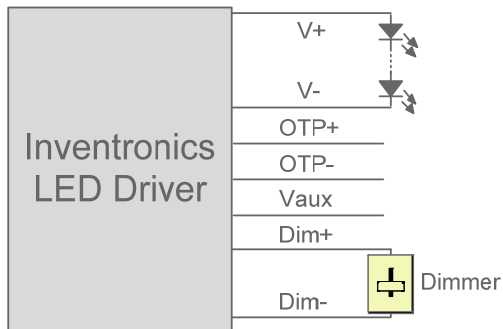 Inventronics
LED Driver
V+
V-
OTP+
OTP-
Vaux
Dim+
Dim-
Dimmer